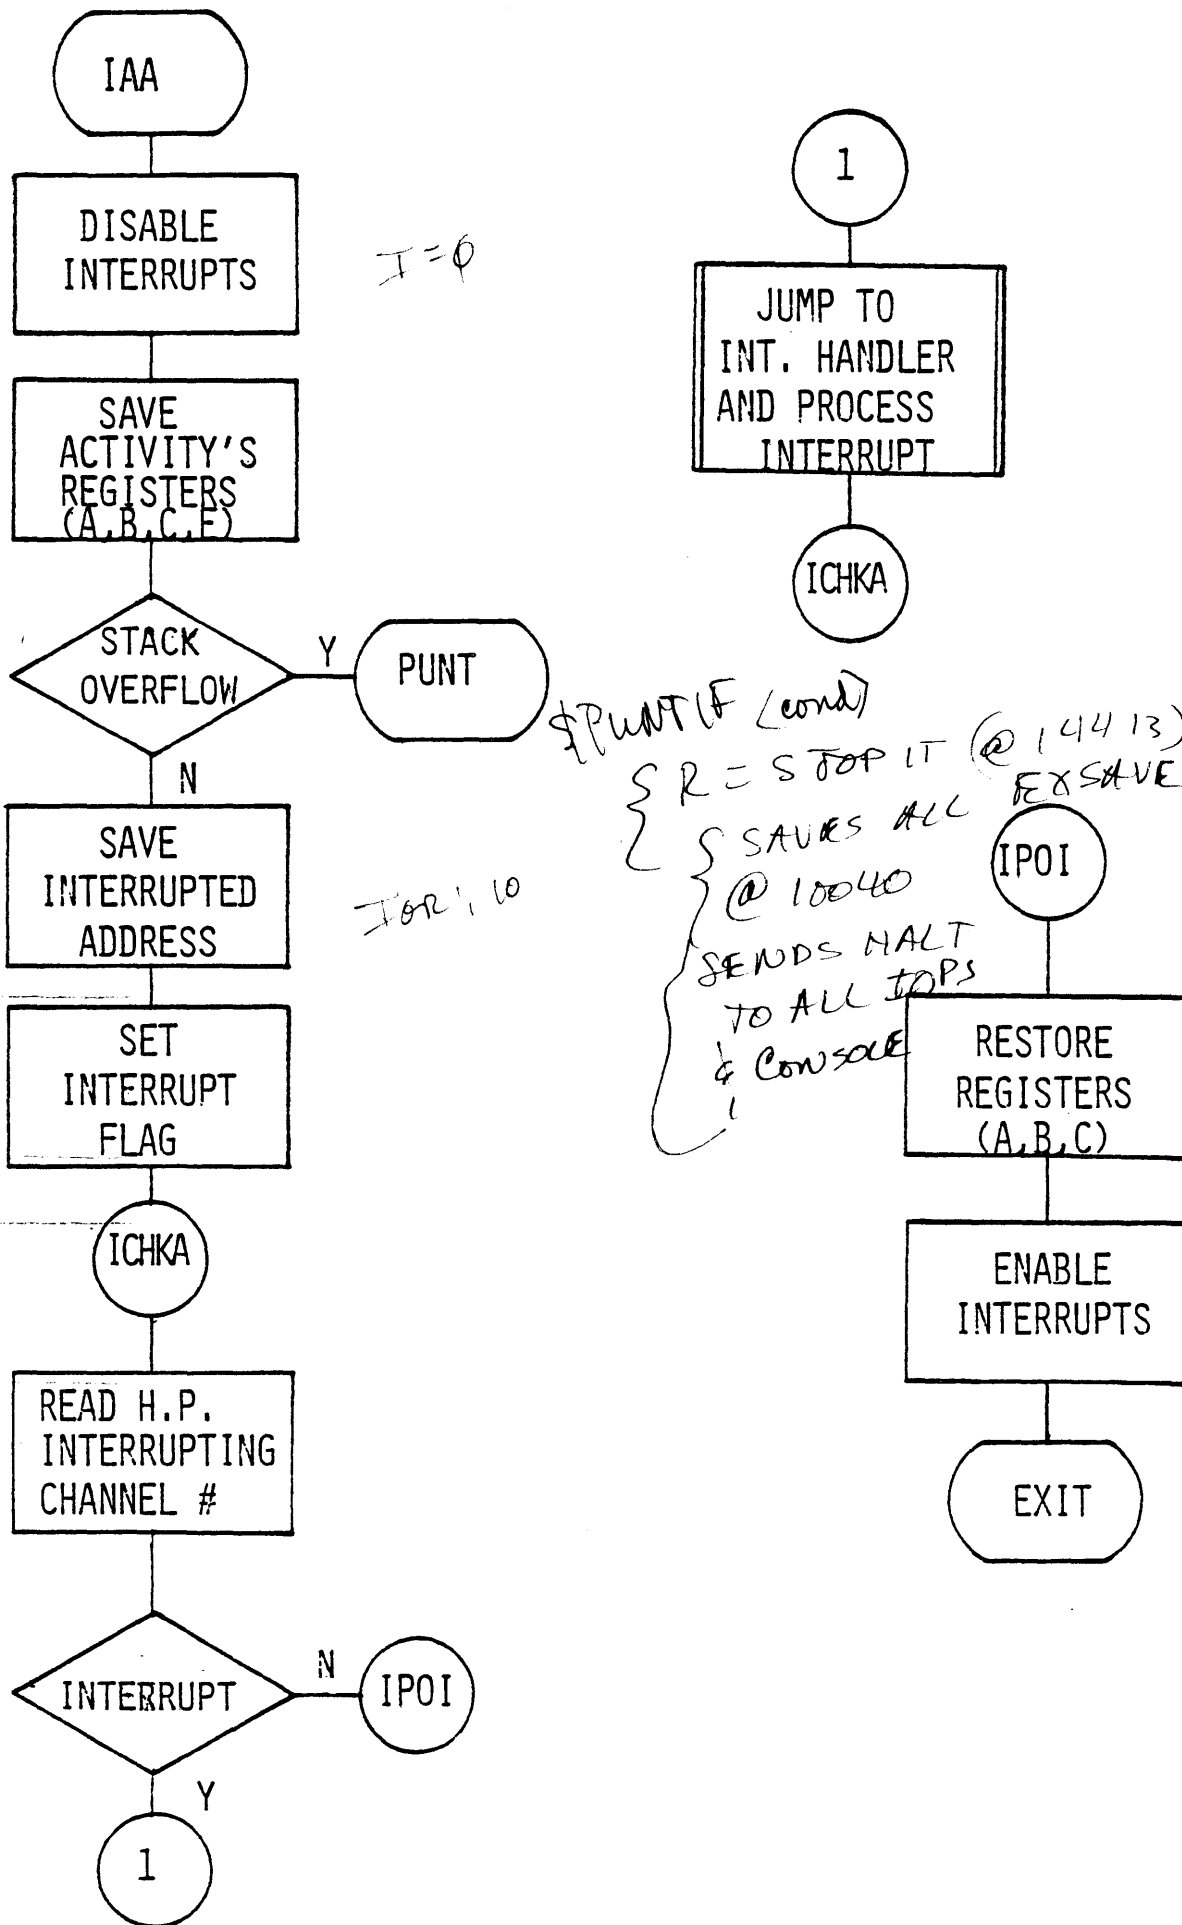 IAA
DISABLE
INTERRUPTS
I=φ
SAVE
ACTIVITY'S
REGISTERS
(A,B,C,E)
STACK
OVERFLOW
Y
PUNT
N
SAVE
INTERRUPTED
ADDRESS
IOR: 10
SET
INTERRUPT
FLAG
ICHKA
READ H.P.
INTERRUPTING
CHANNEL #
INTERRUPT
N
IPOI
Y
1
1
JUMP TO
INT. HANDLER
AND PROCESS
INTERRUPT
ICHKA
$PUNTIF (cond)
R = STOP IT (@ 14413)
SAVES ALL EXSAVE
@ 10040
SENDS HALT
TO ALL IOPS
& CONSOLE
IPOI
RESTORE
REGISTERS
(A,B,C)
ENABLE
INTERRUPTS
EXIT